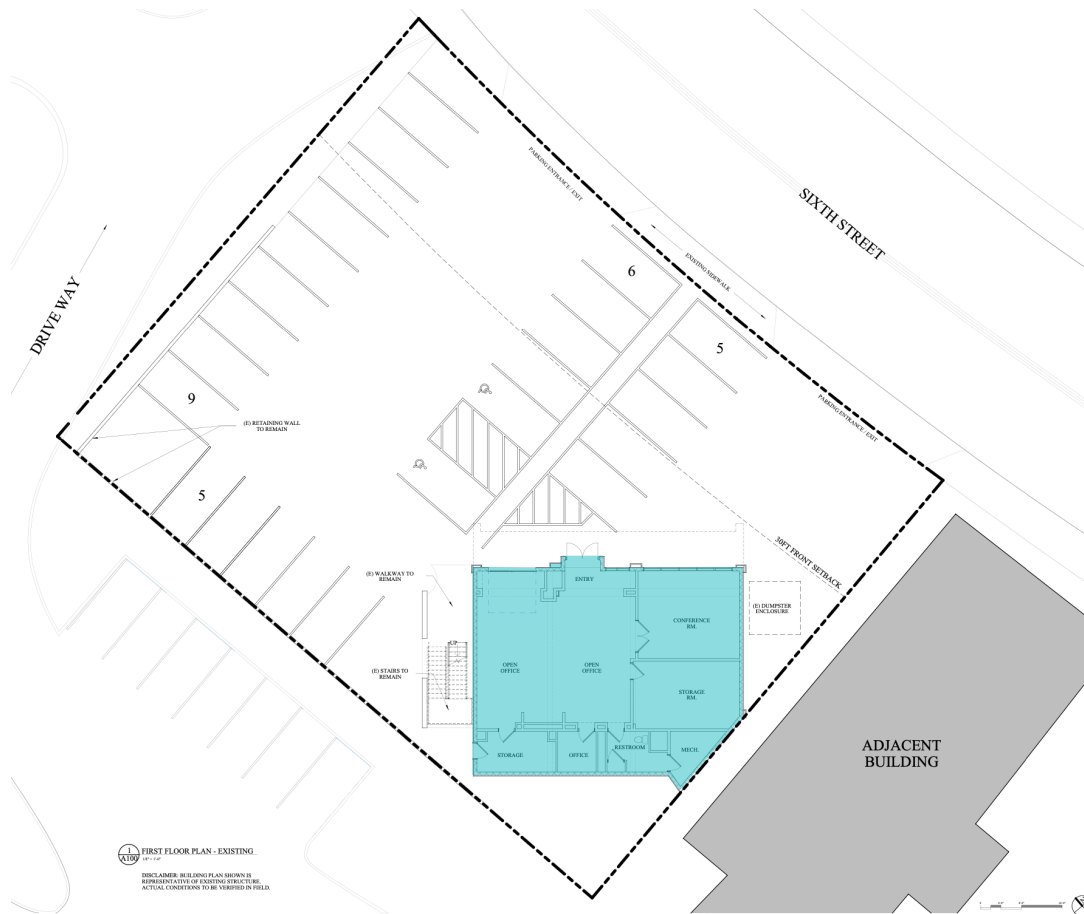 SIXTH STREET
PARKING ENTRANCE / EXIT
EXISTING SIDEWALK
6
5
DRIVE WAY
PARKING ENTRANCE / EXIT
9
(E) RETAINING WALL
TO REMAIN
5
30FT FRONT SETBACK
(E) WALKWAY TO
REMAIN
ENTRY
(E) DUMPSTER
ENCLOSURE
CONFERENCE
RM.
UP
(E) STAIRS TO
REMAIN
OPEN
OFFICE
OPEN
OFFICE
STORAGE
RM.
STORAGE
OFFICE
RESTROOM
MECH.
ADJACENT
BUILDING
1
A100
FIRST FLOOR PLAN - EXISTING
DISCLAIMER: BUILDING PLAN SHOWN IS
REPRESENTATIVE OF EXISTING STRUCTURE.
ACTUAL CONDITIONS TO BE VERIFIED IN FIELD.